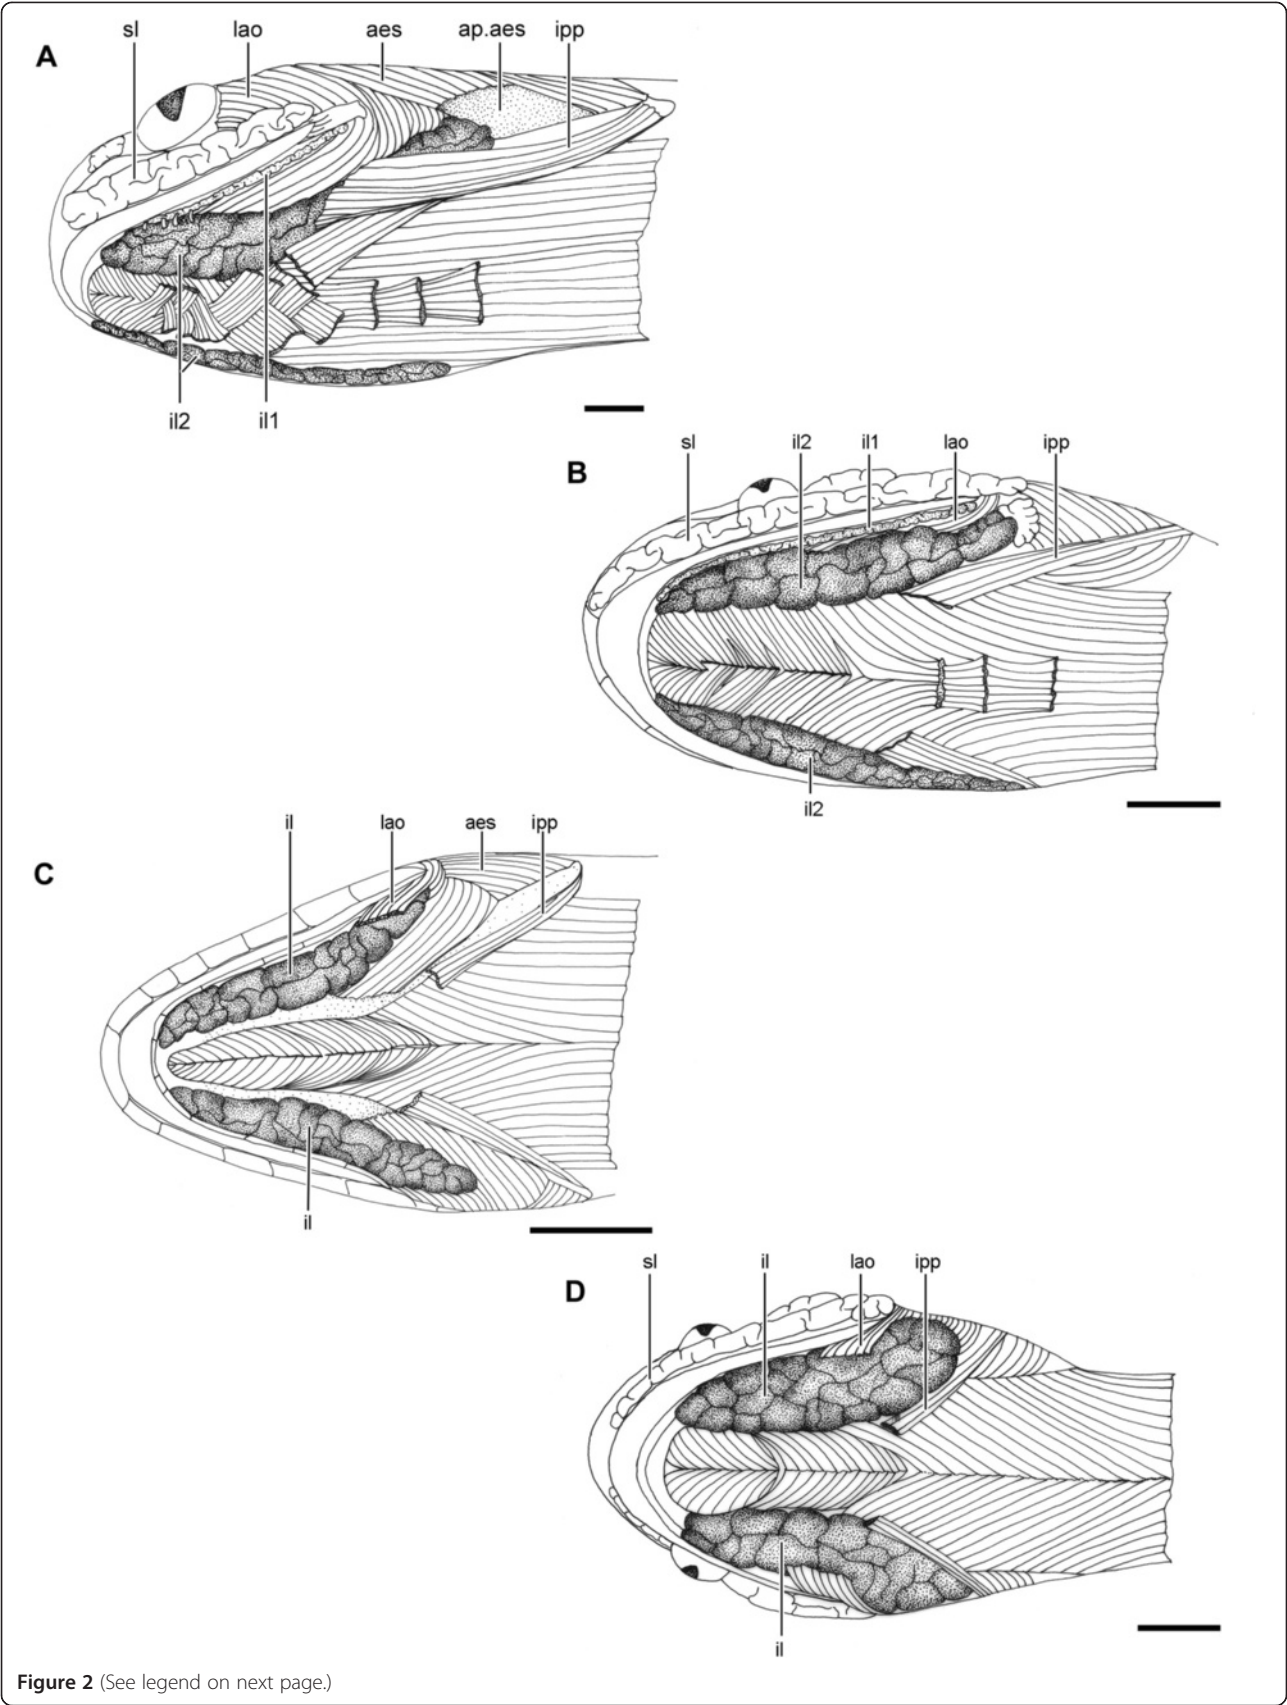 A
sl lao aes ap.aes ipp
il2 il1
B
sl il2 il1 lao ipp
il2
C
il lao aes ipp
il
D
sl il lao ipp
il
Figure 2 (See legend on next page.)